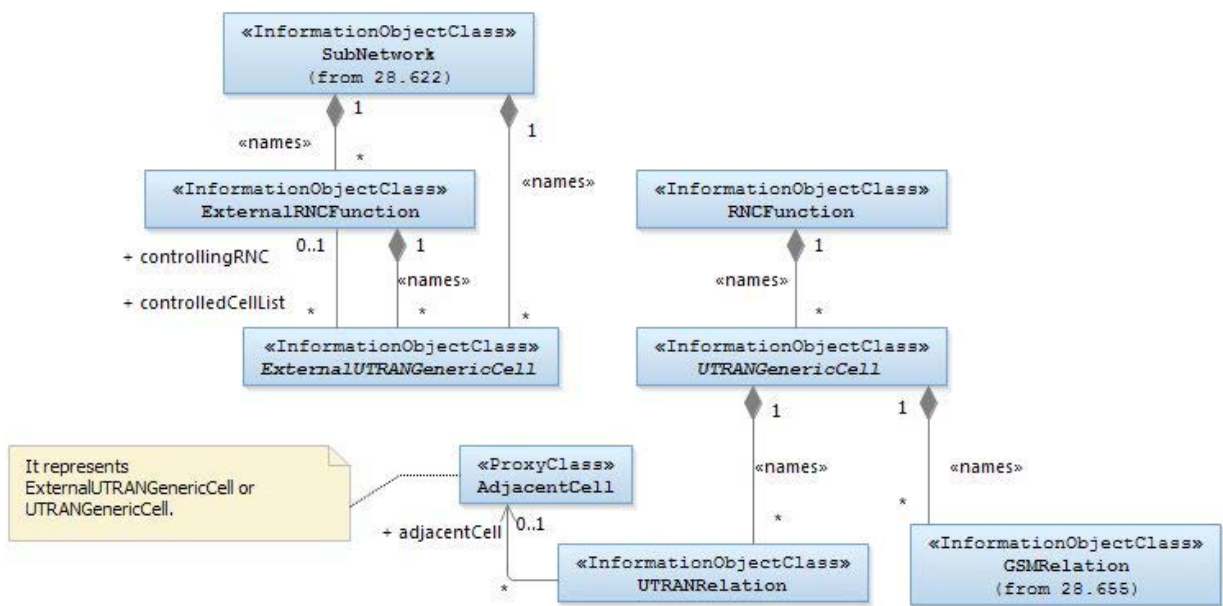 «InformationObjectClass»
SubNetwork
(from 28.622)
1
1
«names»
*
«names»
«InformationObjectClass»
ExternalRNCFunction
«InformationObjectClass»
RNCFunction
0..1
1
1
+ controllingRNC
«names»
«names»
+ controlledCellList
*
*
*
*
«InformationObjectClass»
ExternalUTRANGenericCell
«InformationObjectClass»
UTRANGenericCell
1
1
It represents
ExternalUTRANGenericCell or
UTRANGenericCell.
«ProxyClass»
AdjacentCell
«names»
«names»
+ adjacentCell
0..1
*
*
*
«InformationObjectClass»
UTRANRelation
«InformationObjectClass»
GSMRelation
(from 28.655)